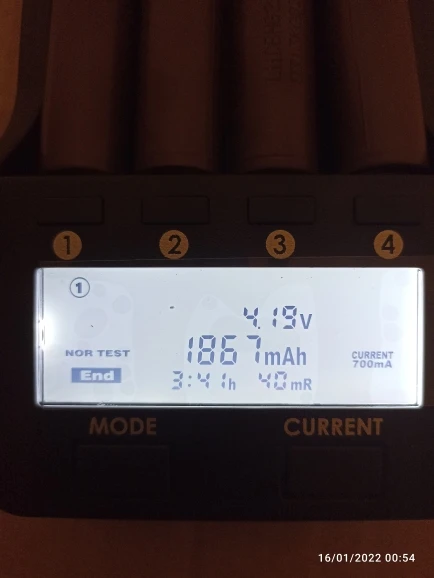 1 2 3 4
1
4.19V
NOR TEST 1867mAh CURRENT
700mA
End 3:41h 40mR
MODE CURRENT
16/01/2022 00:54